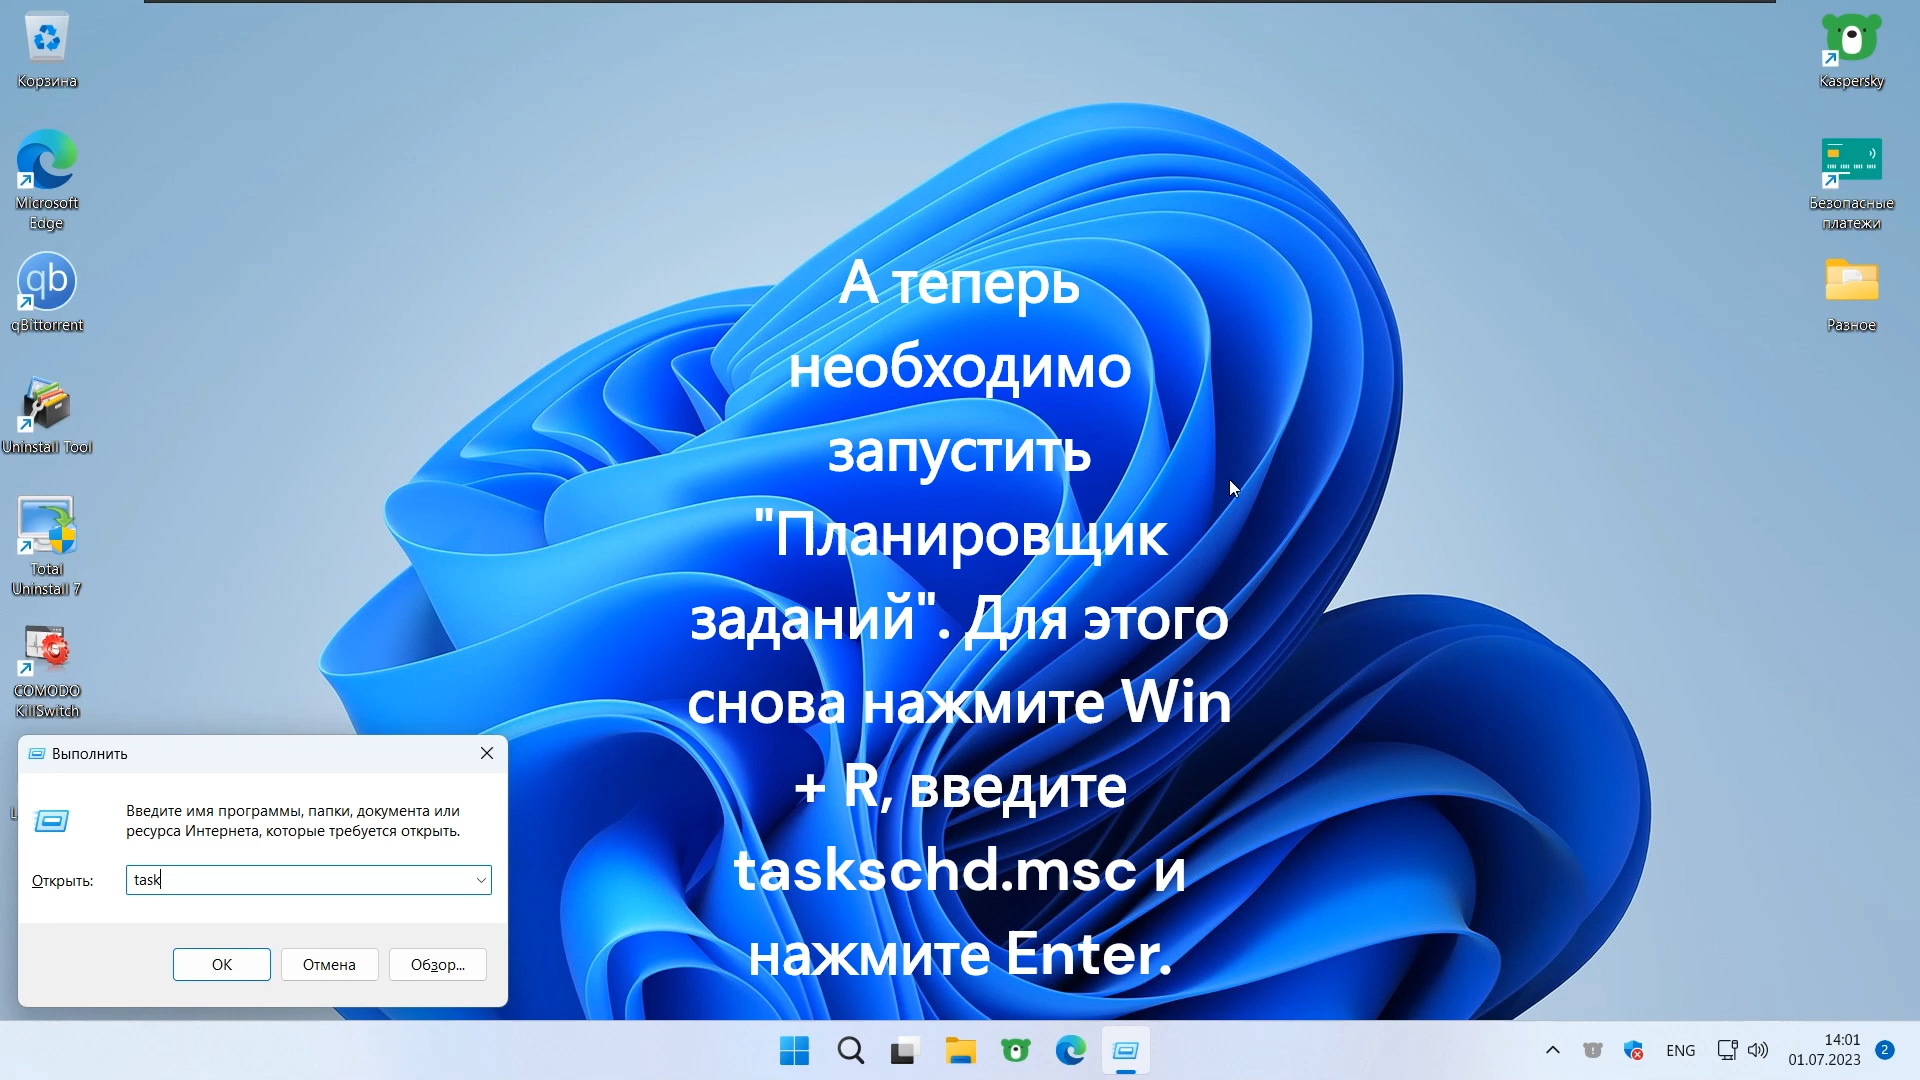 Корзина
Microsoft
Edge
qb
qBittorrent
Uninstall Tool
Total
Uninstall 7
COMODO
KillSwitch
Kaspersky
Безопасные
платежи
Разное
А теперь
необходимо
запустить
"Планировщик
заданий". Для этого
снова нажмите Win
+ R, введите
taskschd.msc и
нажмите Enter.
Выполнить
Введите имя программы, папки, документа или
ресурса Интернета, которые требуется открыть.
Открыть:
task
ОК
Отмена
Обзор...
ENG
14:01
01.07.2023
2